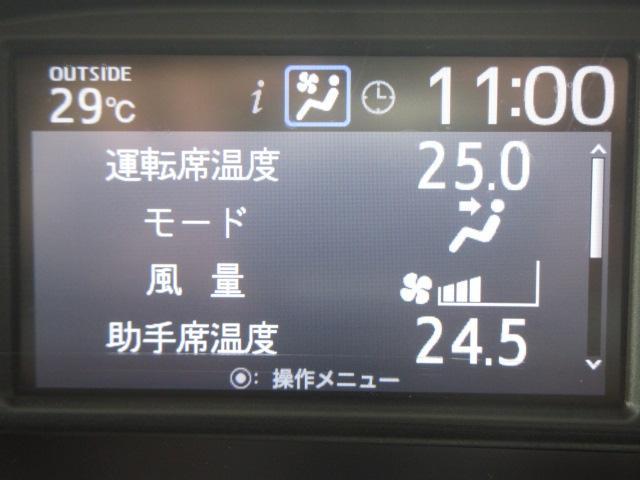 OUTSIDE
29℃ i 11:00
運転席温度 25.0
モード
風 量
助手席温度 24.5
: 操作メニュー